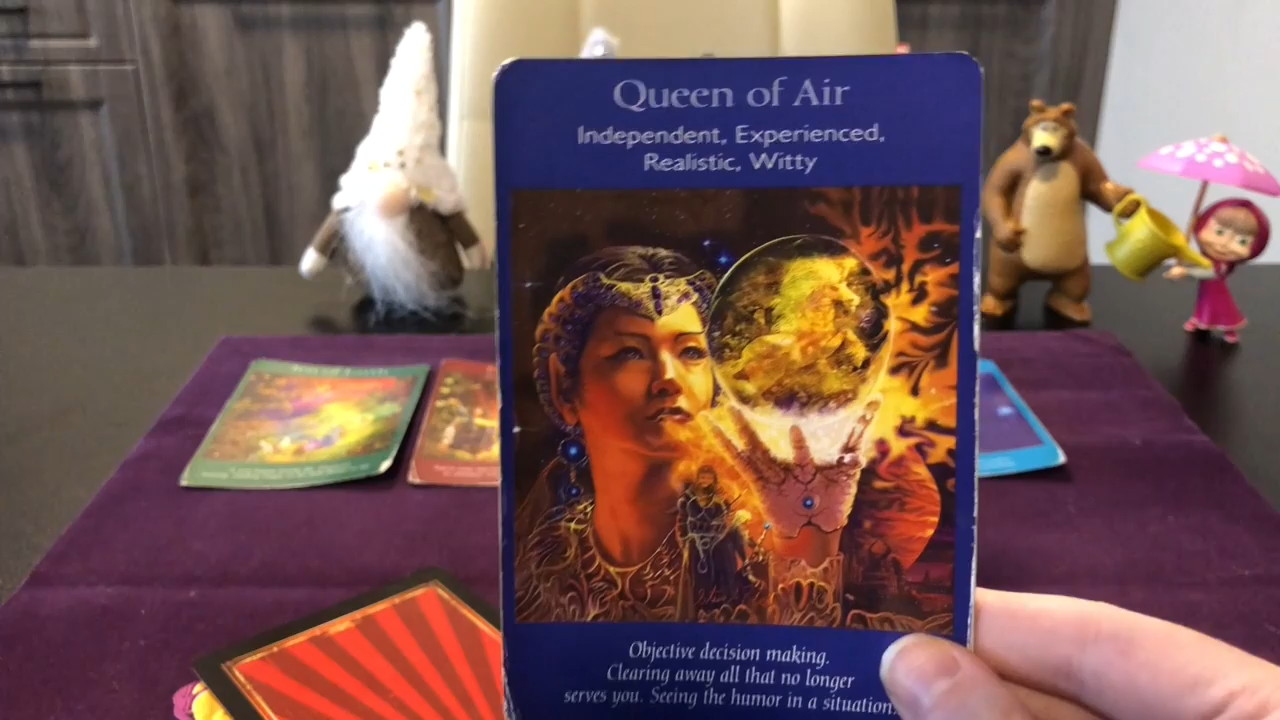 Queen of Air
Independent, Experienced,
Realistic, Witty
Objective decision making.
Clearing away all that no longer
serves you. Seeing the humor in a situation.